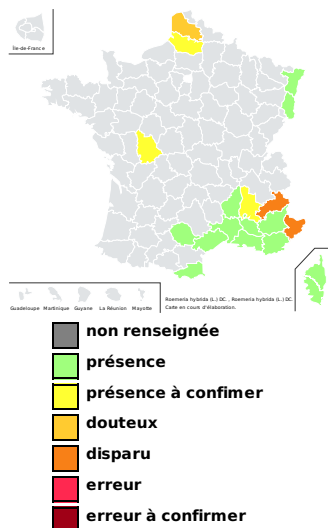 Île-de-France
Guadeloupe Martinique Guyane La Réunion Mayotte
Roemeria hybrida (L.) DC., Roemeria hybrida (L.) DC.
Carte en cours d'élaboration.
non renseignée
présence
présence à confimer
douteux
disparu
erreur
erreur à confirmer